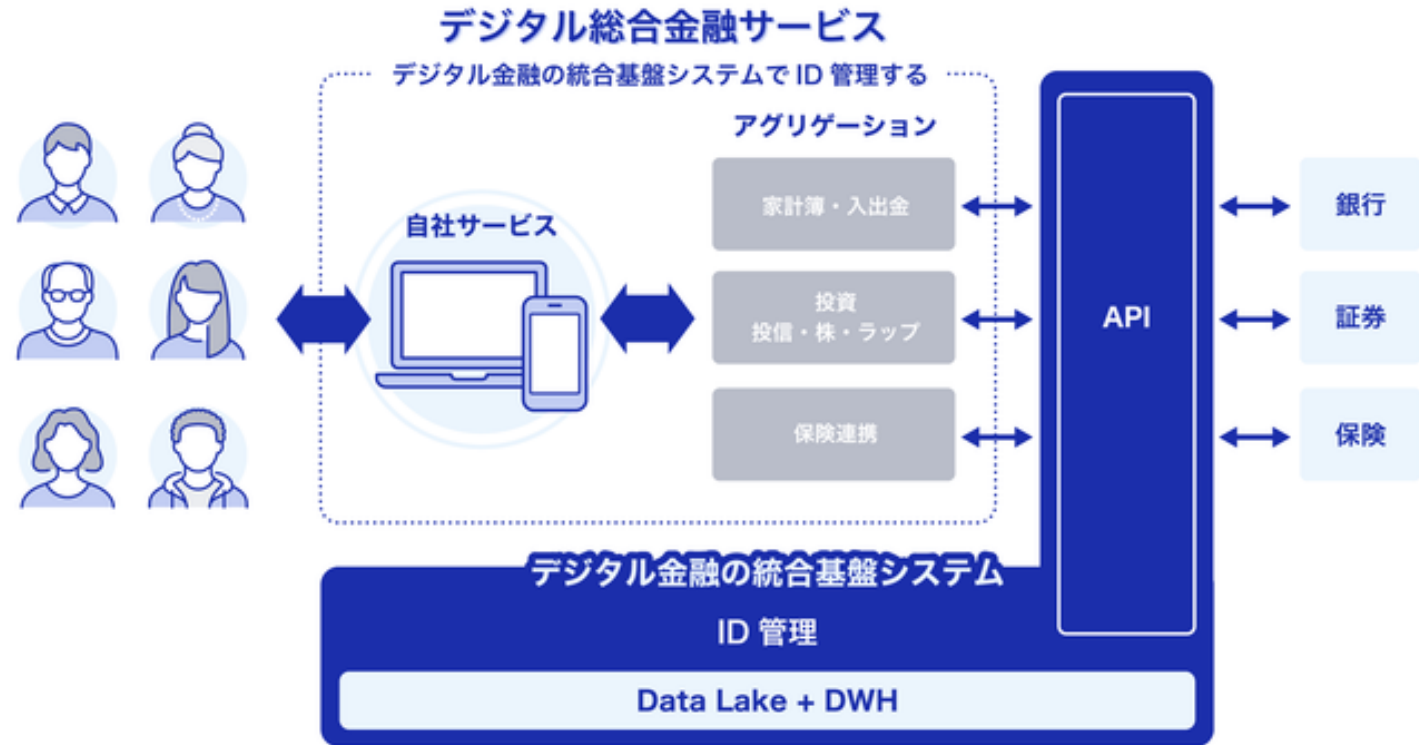 デジタル総合金融サービス
デジタル金融の統合基盤システムで ID 管理する
アグリゲーション
自社サービス
家計簿・入出金
投資
投信・株・ラップ
保険連携
API
銀行
証券
保険
デジタル金融の統合基盤システム
ID 管理
Data Lake + DWH